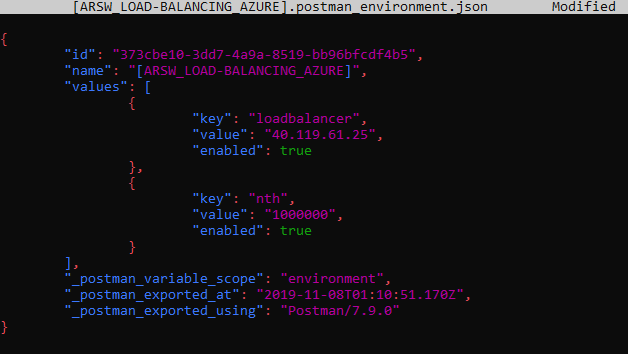 [ARSW_LOAD-BALANCING_AZURE].postman_environment.json Modified
{
"id": "373cbe10-3dd7-4a9a-8519-bb96bfcdf4b5",
"name": "[ARSW_LOAD-BALANCING_AZURE]",
"values": [
{
"key": "loadbalancer",
"value": "40.119.61.25",
"enabled": true
},
{
"key": "nth",
"value": "1000000",
"enabled": true
}
],
"_postman_variable_scope": "environment",
"_postman_exported_at": "2019-11-08T01:10:51.170Z",
"_postman_exported_using": "Postman/7.9.0"
}